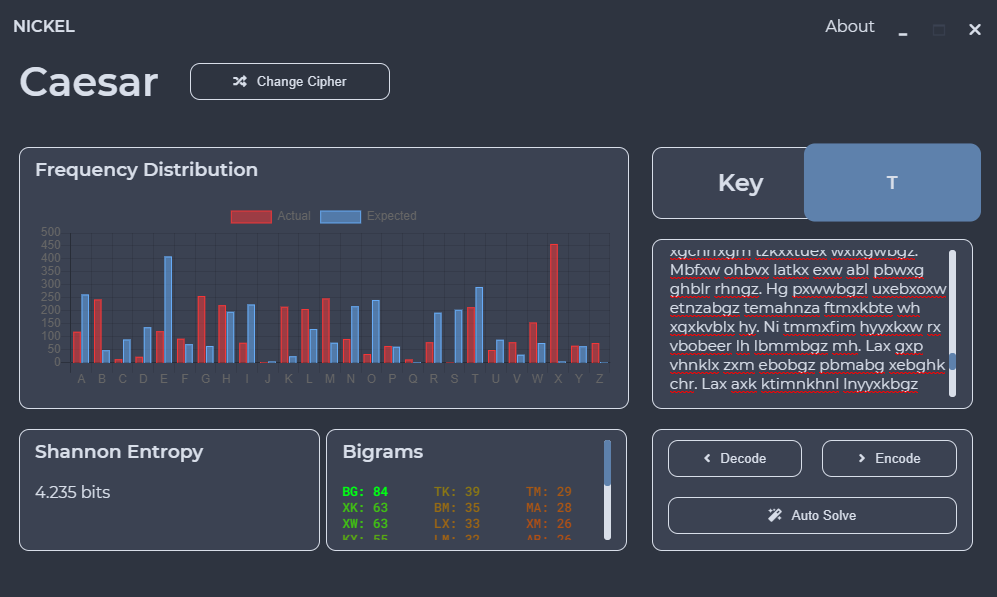 NICKEL
About
Caesar
Change Cipher
Frequency Distribution
Actual Expected
500
450
400
350
300
250
200
150
100
50
0
A B C D E F G H I J K L M N O P Q R S T U V W X Y Z
Key
T
tzkxxtuex wxixgwbgz.
Mbfxw ohbvx latkx exw abl pbwxg
ghblr rhngz. Hg pxwwbgzl uxebxoxw
etnzabgz temahnza ftmxkbte wh
xqxkvblx hy. Ni tmmxfim hyyxkxw rx
vbobeer lh lbmmbgz mh. Lax gxp
vhnklx zxm ebobgz pbmabg xebghk
chr. Lax axk ktimnkhnl lnyyxkbgz
Shannon Entropy
4.235 bits
Bigrams
BG: 84 TK: 39 TM: 29
XK: 63 BM: 35 MA: 28
XW: 63 LX: 33 XM: 26
Decode
Encode
Auto Solve